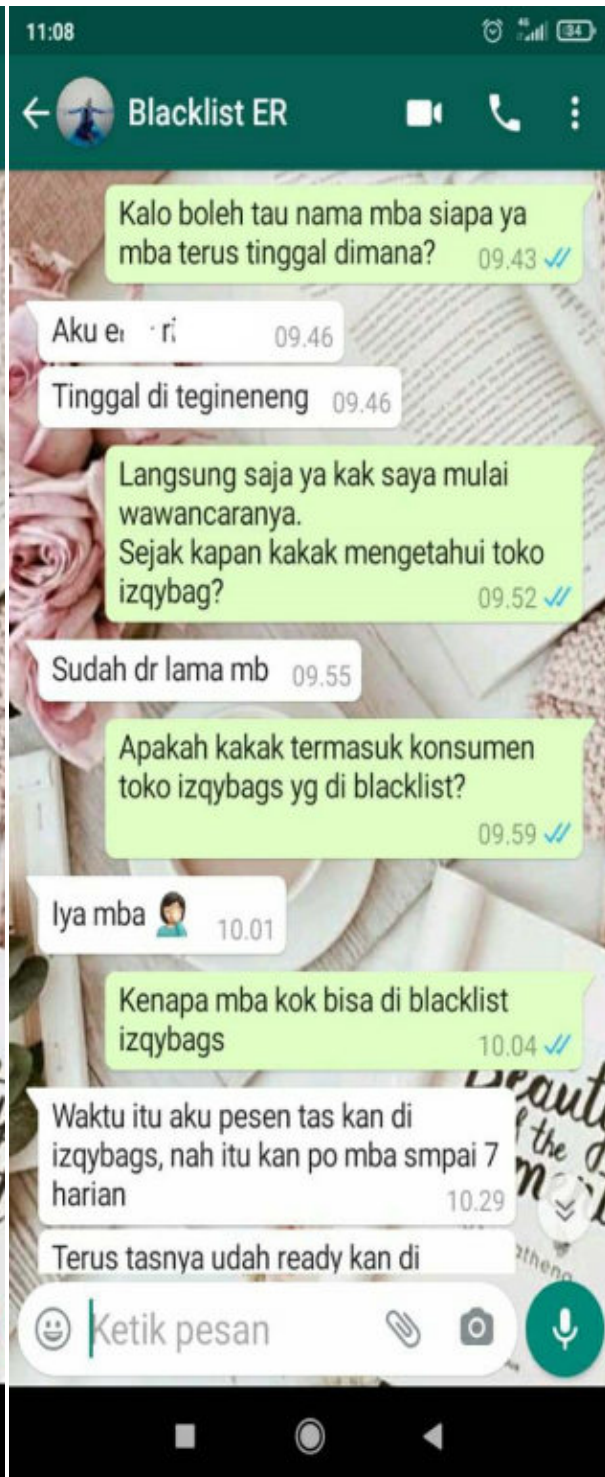 11:08
4G
34
Blacklist ER
Kalo boleh tau nama mba siapa ya
mba terus tinggal dimana? 09.43
Aku 09.46
Tinggal di tegineneng 09.46
Langsung saja ya kak saya mulai
wawancaranya.
Sejak kapan kakak mengetahui toko
izqybag? 09.52
Sudah dr lama mb 09.55
Apakah kakak termasuk konsumen
toko izqybags yg di blacklist?
09.59
Iya mba 🤦 10.01
Kenapa mba kok bisa di blacklist
izqybags 10.04
Waktu itu aku pesen tas kan di
izqybags, nah itu kan po mba smpai 7
harian 10.29
Terus tasnya udah ready kan di
the
Ketik pesan